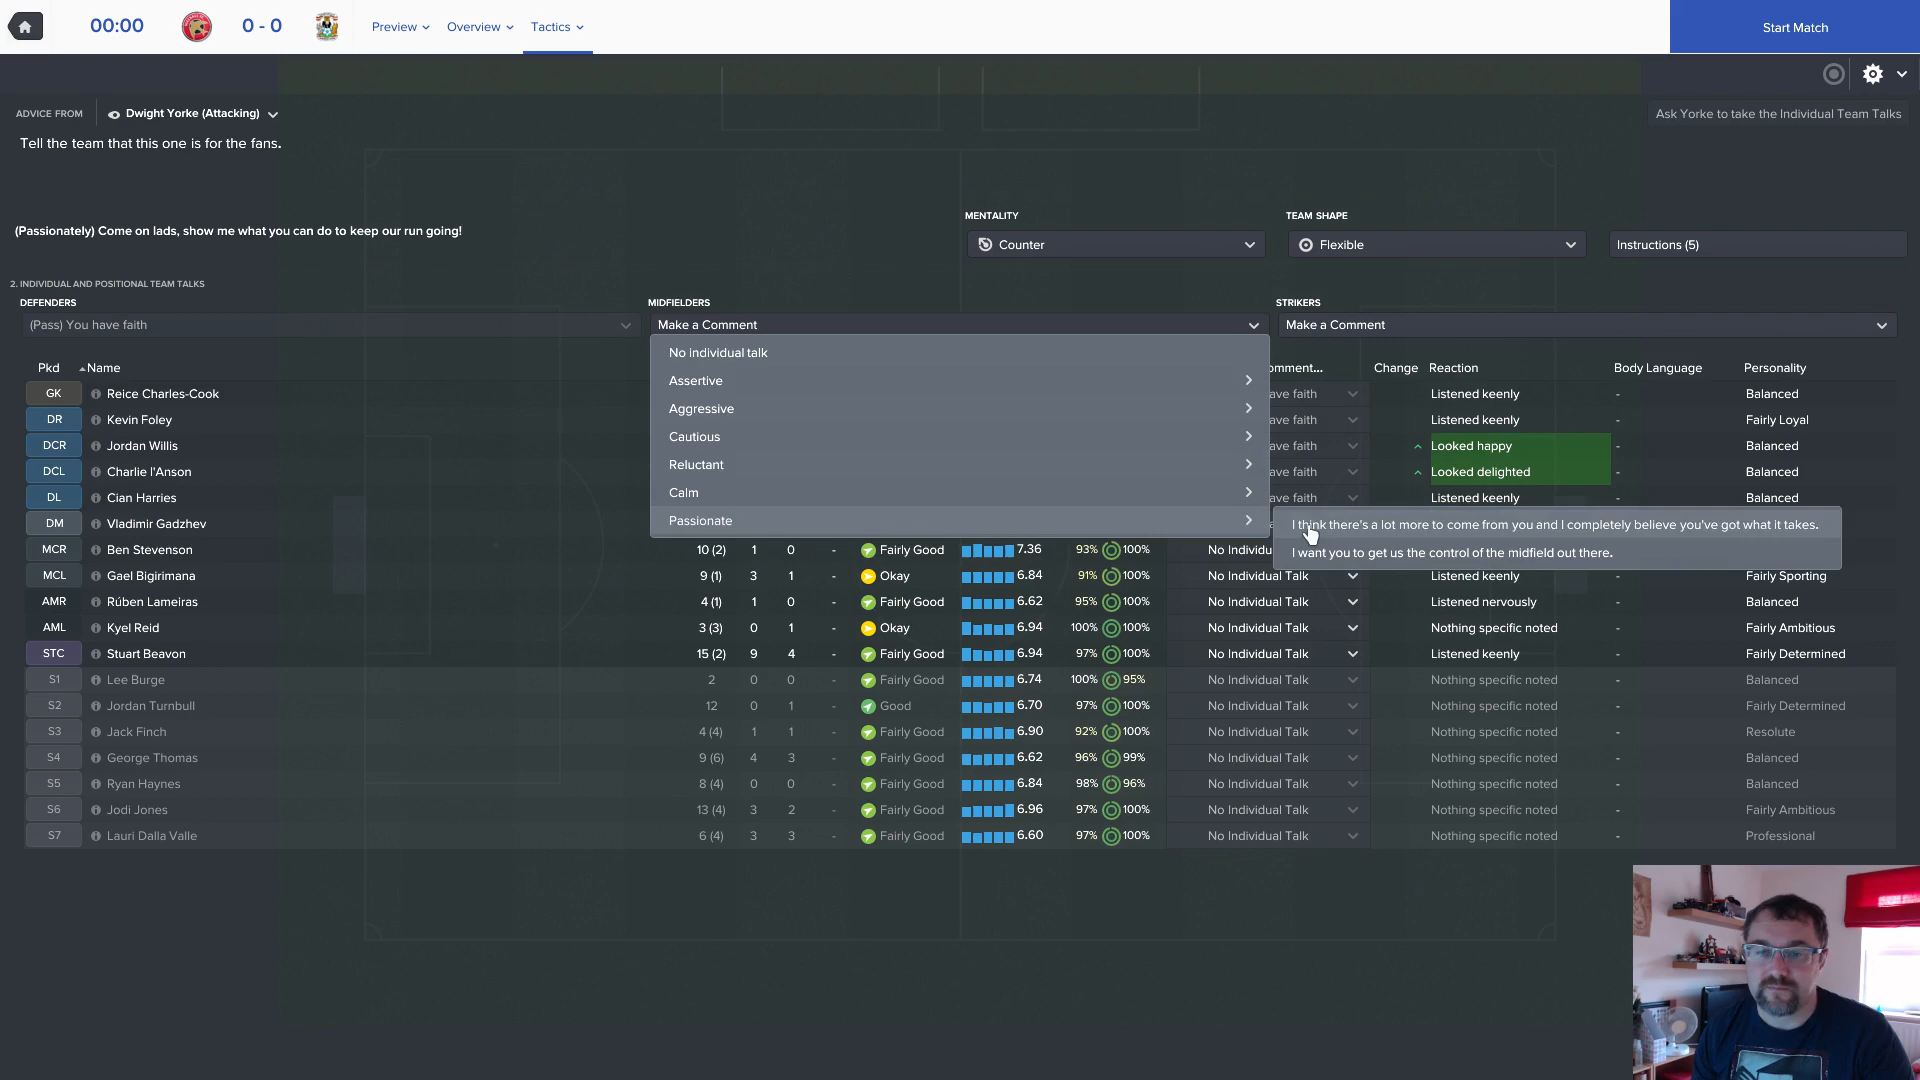 00:00 0 - 0 Preview Overview Tactics Start Match
ADVICE FROM Dwight Yorke (Attacking) Ask Yorke to take the Individual Team Talks
Tell the team that this one is for the fans.
MENTALITY TEAM SHAPE
(Passionately) Come on lads, show me what you can do to keep our run going!
Counter Flexible Instructions (5)
2. INDIVIDUAL AND POSITIONAL TEAM TALKS
DEFENDERS MIDFIELDERS STRIKERS
(Pass) You have faith Make a Comment Make a Comment
No individual talk
Pkd Name omment... Change Reaction Body Language Personality
Assertive
GK Reice Charles-Cook ave faith Listened keenly - Balanced
Aggressive
DR Kevin Foley ave faith Listened keenly - Fairly Loyal
Cautious
DCR Jordan Willis ave faith Looked happy - Balanced
Reluctant
DCL Charlie I'Anson ave faith Looked delighted - Balanced
Calm
DL Cian Harries ave faith Listened keenly - Balanced
Passionate
DM Vladimir Gadzhev
I think there's a lot more to come from you and I completely believe you've got what it takes.
MCR Ben Stevenson 10 (2) 1 0 - Fairly Good 7.36 93% 100% No Individu
I want you to get us the control of the midfield out there.
MCL Gael Bigirimana 9 (1) 3 1 - Okay 6.84 91% 100% No Individual Talk Listened keenly - Fairly Sporting
AMR Rúben Lameiras 4 (1) 1 0 - Fairly Good 6.62 95% 100% No Individual Talk Listened nervously - Balanced
AML Kyel Reid 3 (3) 0 1 - Okay 6.94 100% 100% No Individual Talk Nothing specific noted - Fairly Ambitious
STC Stuart Beavon 15 (2) 9 4 - Fairly Good 6.94 97% 100% No Individual Talk Listened keenly - Fairly Determined
S1 Lee Burge 2 0 0 - Fairly Good 6.74 100% 95% No Individual Talk Nothing specific noted - Balanced
S2 Jordan Turnbull 12 0 1 - Good 6.70 97% 100% No Individual Talk Nothing specific noted - Fairly Determined
S3 Jack Finch 4 (4) 1 1 - Fairly Good 6.90 92% 100% No Individual Talk Nothing specific noted - Resolute
S4 George Thomas 9 (6) 4 3 - Fairly Good 6.62 96% 99% No Individual Talk Nothing specific noted - Balanced
S5 Ryan Haynes 8 (4) 0 0 - Fairly Good 6.84 98% 96% No Individual Talk Nothing specific noted - Balanced
S6 Jodi Jones 13 (4) 3 2 - Fairly Good 6.96 97% 100% No Individual Talk Nothing specific noted - Fairly Ambitious
S7 Lauri Dalla Valle 6 (4) 3 3 - Fairly Good 6.60 97% 100% No Individual Talk Nothing specific noted - Professional